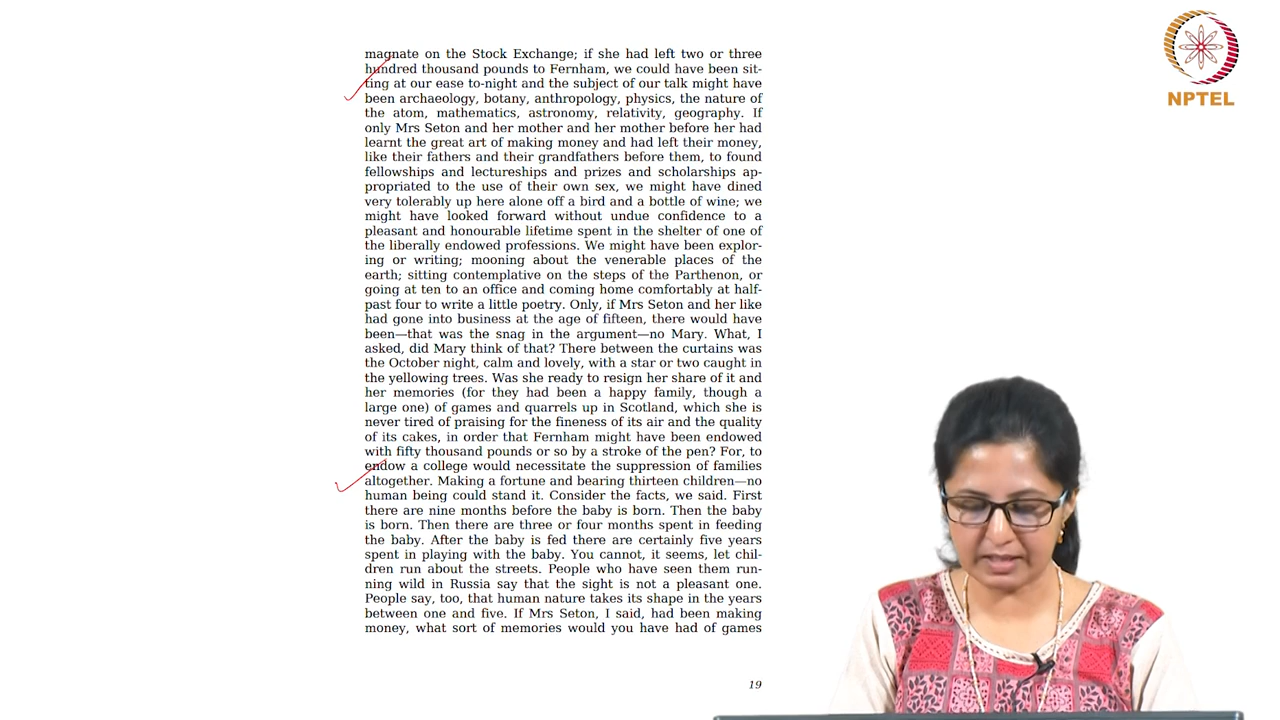 magnate on the Stock Exchange; if she had left two or three
hundred thousand pounds to Fernham, we could have been sit-
ting at our ease to-night and the subject of our talk might have
been archaeology, botany, anthropology, physics, the nature of
the atom, mathematics, astronomy, relativity, geography. If
only Mrs Seton and her mother and her mother before her had
learnt the great art of making money and had left their money,
like their fathers and their grandfathers before them, to found
fellowships and lectureships and prizes and scholarships ap-
propriated to the use of their own sex, we might have dined
very tolerably up here alone off a bird and a bottle of wine; we
might have looked forward without undue confidence to a
pleasant and honourable lifetime spent in the shelter of one of
the liberally endowed professions. We might have been explor-
ing or writing; mooning about the venerable places of the
earth; sitting contemplative on the steps of the Parthenon, or
going at ten to an office and coming home comfortably at half-
past four to write a little poetry. Only, if Mrs Seton and her like
had gone into business at the age of fifteen, there would have
been—that was the snag in the argument—no Mary. What, I
asked, did Mary think of that? There between the curtains was
the October night, calm and lovely, with a star or two caught in
the yellowing trees. Was she ready to resign her share of it and
her memories (for they had been a happy family, though a
large one) of games and quarrels up in Scotland, which she is
never tired of praising for the fineness of its air and the quality
of its cakes, in order that Fernham might have been endowed
with fifty thousand pounds or so by a stroke of the pen? For, to
endow a college would necessitate the suppression of families
altogether. Making a fortune and bearing thirteen children—no
human being could stand it. Consider the facts, we said. First
there are nine months before the baby is born. Then the baby
is born. Then there are three or four months spent in feeding
the baby. After the baby is fed there are certainly five years
spent in playing with the baby. You cannot, it seems, let chil-
dren run about the streets. People who have seen them run-
ning wild in Russia say that the sight is not a pleasant one.
People say, too, that human nature takes its shape in the years
between one and five. If Mrs Seton, I said, had been making
money, what sort of memories would you have had of games
19
NPTEL